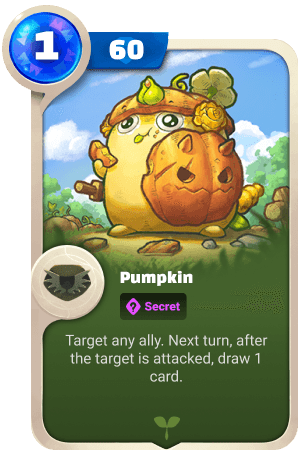 1
60
Pumpkin
Secret
Target any ally. Next turn, after
the target is attacked, draw 1
card.